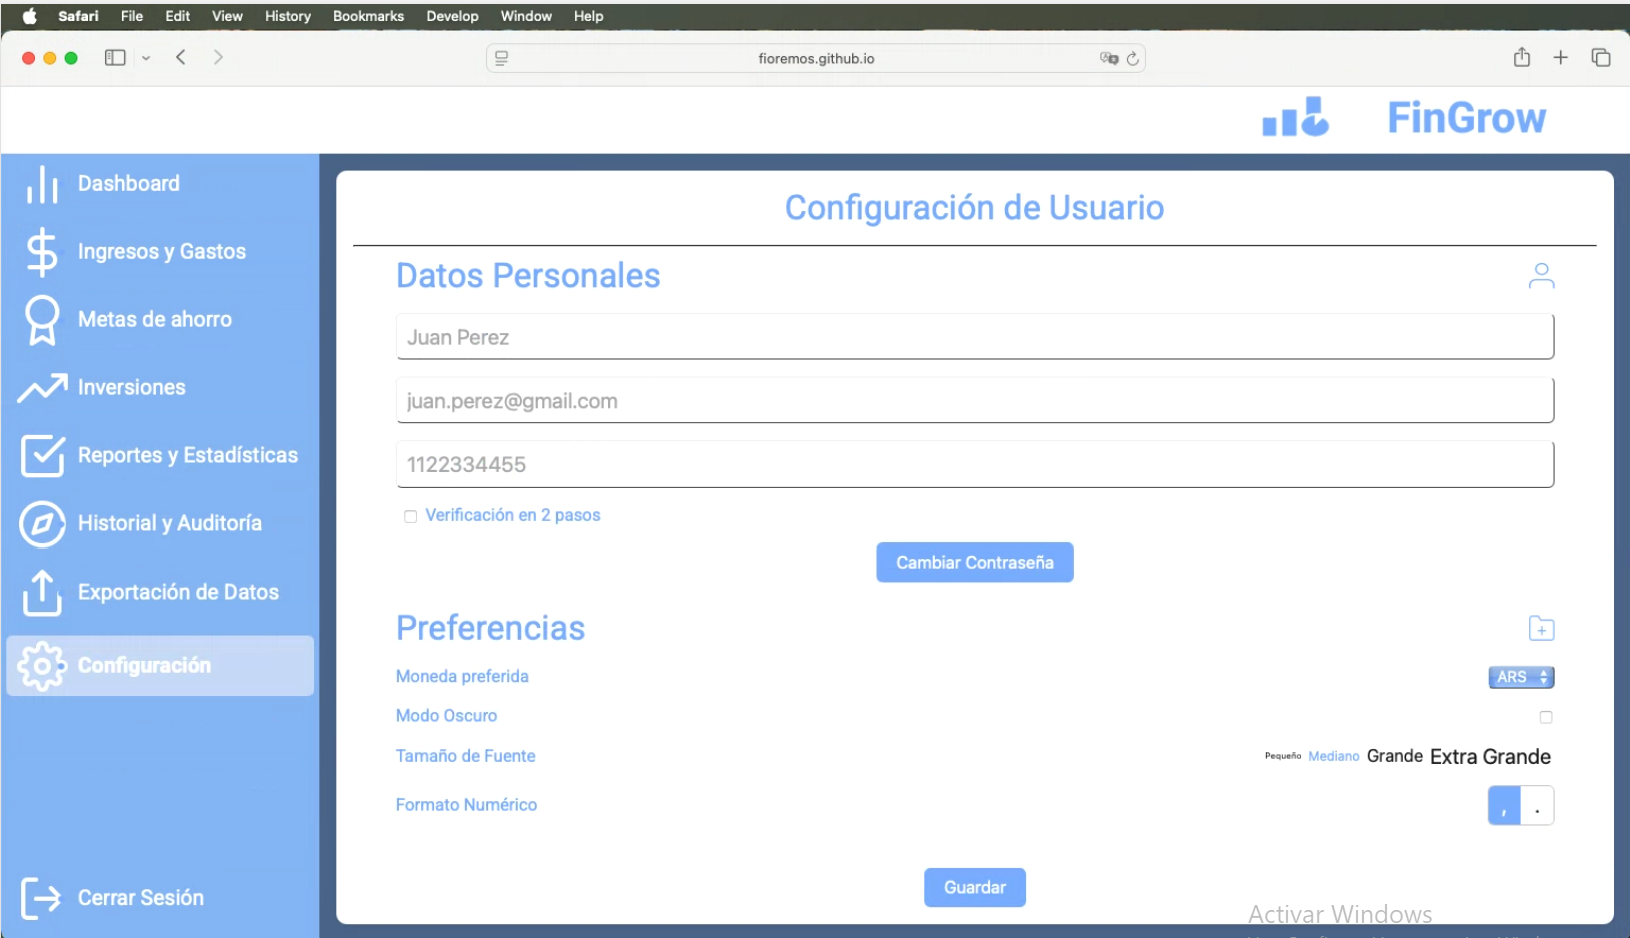 Safari File Edit View History Bookmarks Develop Window Help
fioremos.github.io
FinGrow
Dashboard
Ingresos y Gastos
Metas de ahorro
Inversiones
Reportes y Estadísticas
Historial y Auditoría
Exportación de Datos
Configuración
Cerrar Sesión
Configuración de Usuario
Datos Personales
Juan Perez
juan.perez@gmail.com
1122334455
Verificación en 2 pasos
Cambiar Contraseña
Preferencias
Moneda preferida ARS
Modo Oscuro
Tamaño de Fuente Pequeño Mediano Grande Extra Grande
Formato Numérico , .
Guardar
Activar Windows